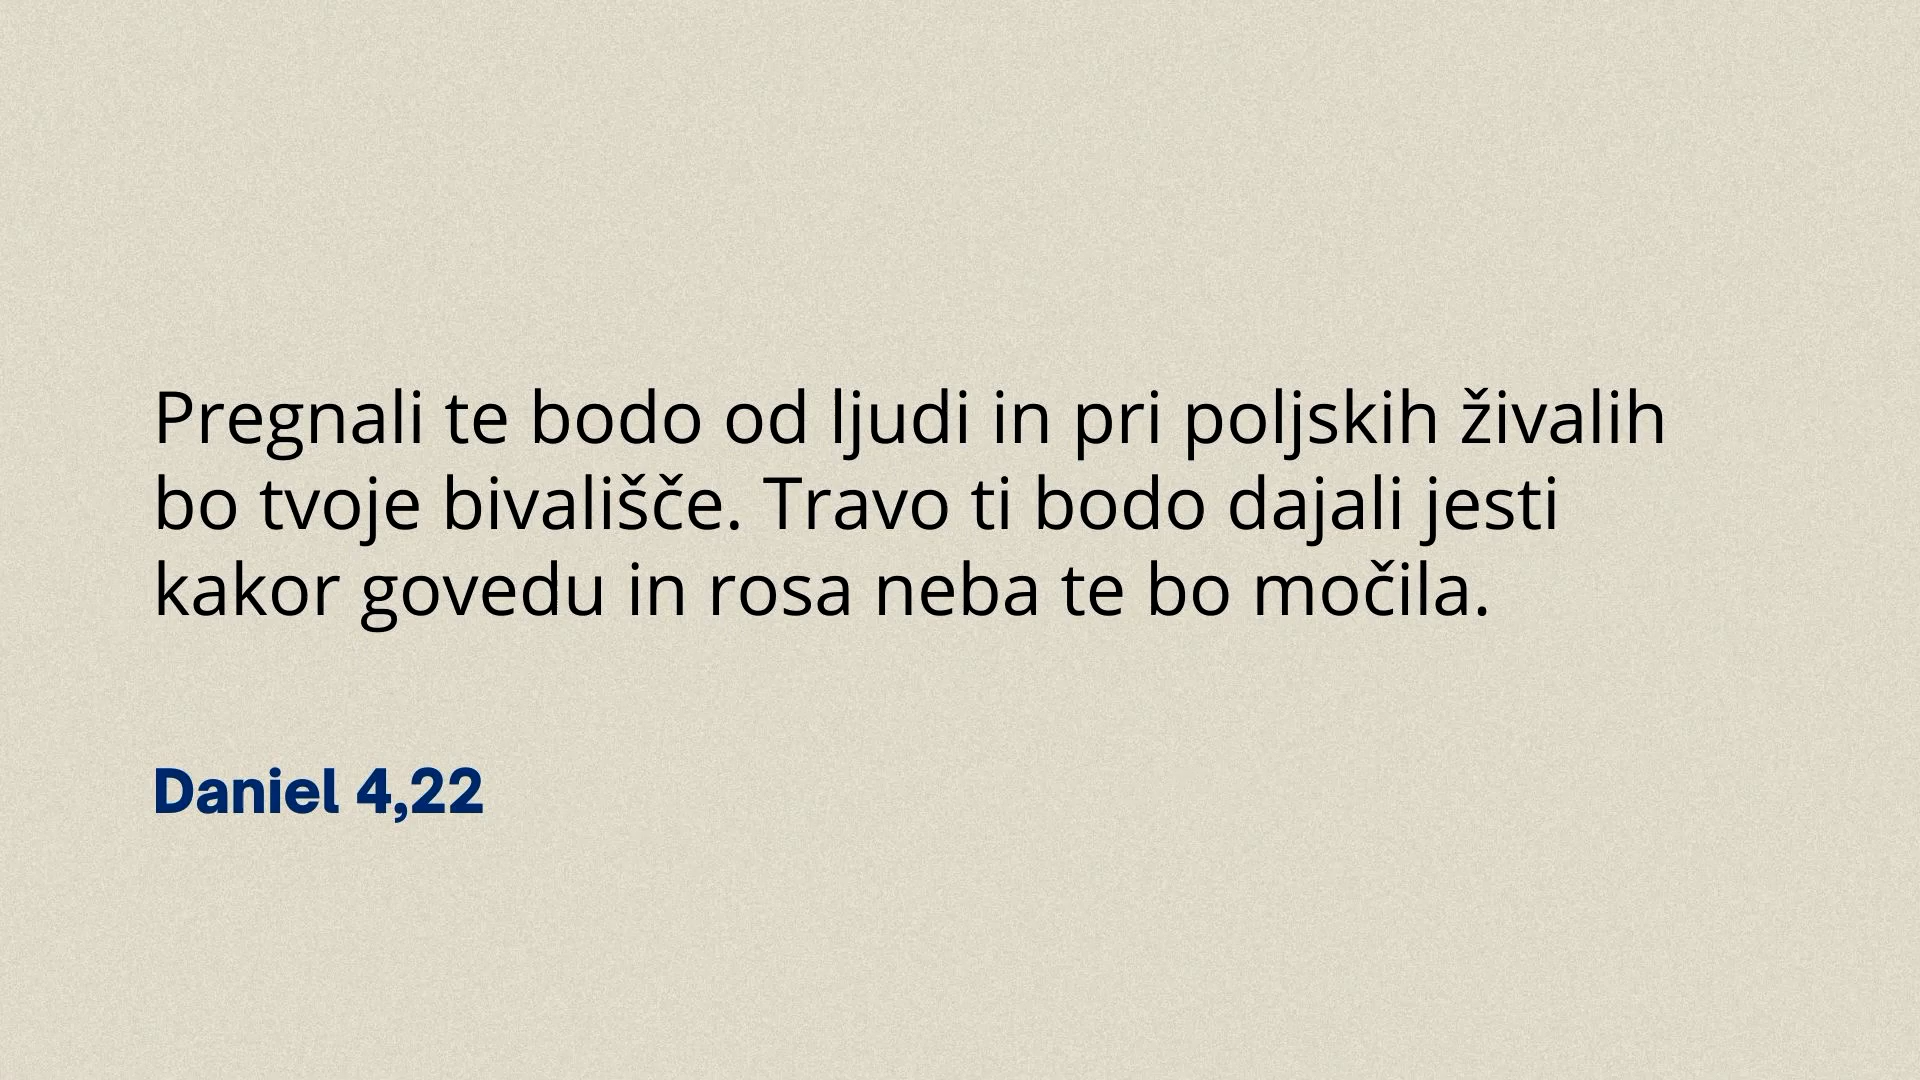 Pregnali te bodo od ljudi in pri poljskih živalih
bo tvoje bivališče. Travo ti bodo dajali jesti
kakor govedu in rosa neba te bo močila.
Daniel 4,22